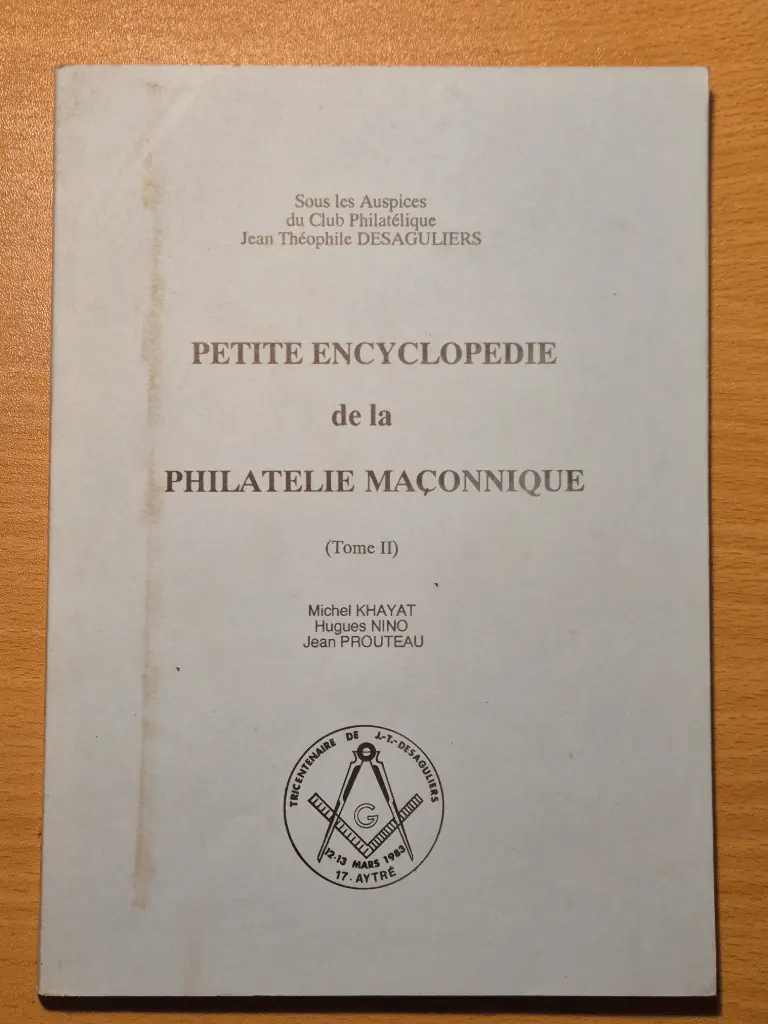 Sous les Auspices
du Club Philatélique
Jean Théophile DESAGULIERS
PETITE ENCYCLOPEDIE
de la
PHILATELIE MAÇONNIQUE
(Tome II)
Michel KHAYAT
Hugues NINO
Jean PROUTEAU
TRICENTENAIRE DE J.-T.-DESAGULIERS
G
12-13 MARS 1983
17-AYTRÉ